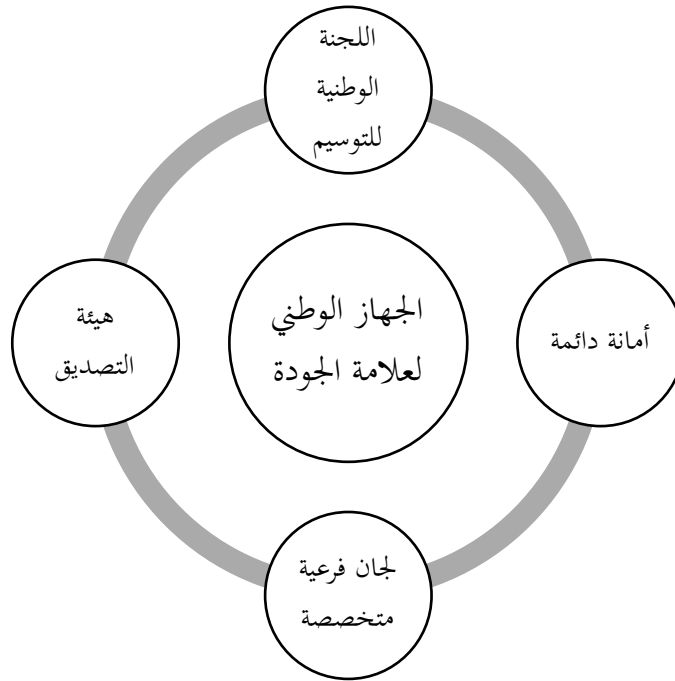 اللجنة
الوطنية
للتوسيم
الجهاز الوطني
لعلامة الجودة
أمانة دائمة
هيئة
التصديق
لجان فرعية
متخصصة